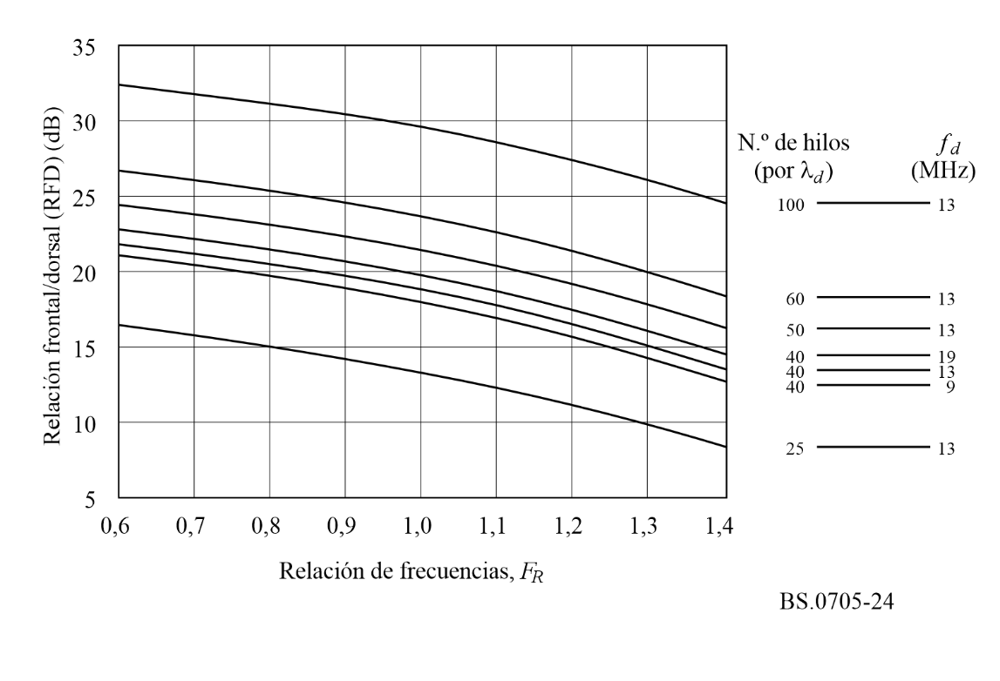 Relación frontal/dorsal (RFD) (dB)
35
30
25
20
15
10
5
0,6 0,7 0,8 0,9 1,0 1,1 1,2 1,3 1,4
Relación de frecuencias, F_R
N.º de hilos
(por λ_d)
f_d
(MHz)
100 13
60 13
50 13
40 19
40 13
40 9
25 13
BS.0705-24